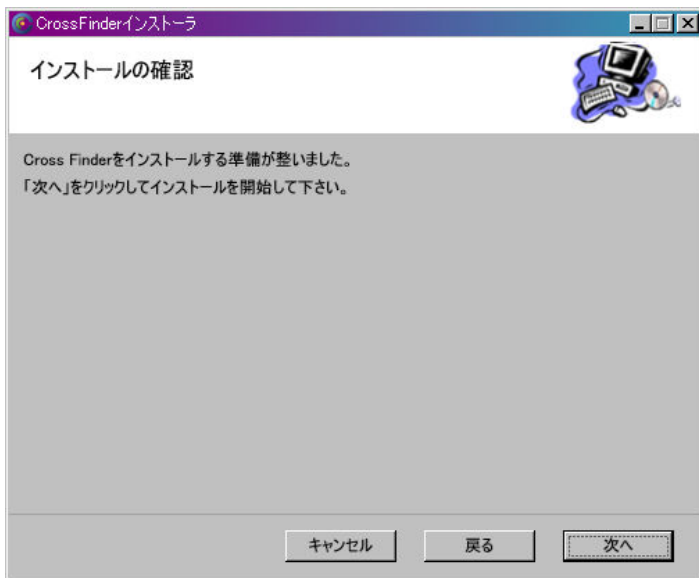 CrossFinderインストーラ
インストールの確認
Cross Finderをインストールする準備が整いました。
「次へ」をクリックしてインストールを開始して下さい。
キャンセル
戻る
次へ